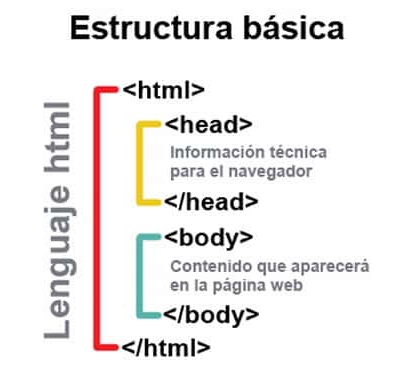 Estructura básica
Lenguaje html
<html>
<head>
Información técnica
para el navegador
</head>
<body>
Contenido que aparecerá
en la página web
</body>
</html>